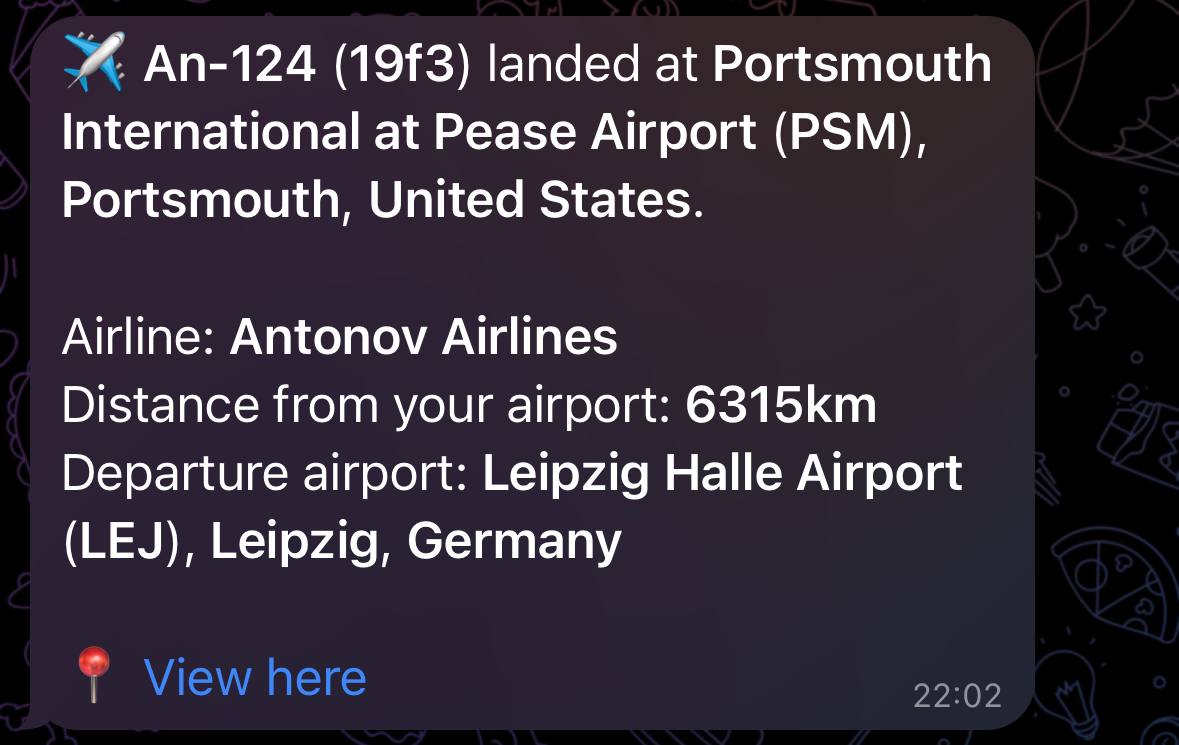 ✈️ An-124 (19f3) landed at Portsmouth
International at Pease Airport (PSM),
Portsmouth, United States.
Airline: Antonov Airlines
Distance from your airport: 6315km
Departure airport: Leipzig Halle Airport
(LEJ), Leipzig, Germany
📍 View here
22:02